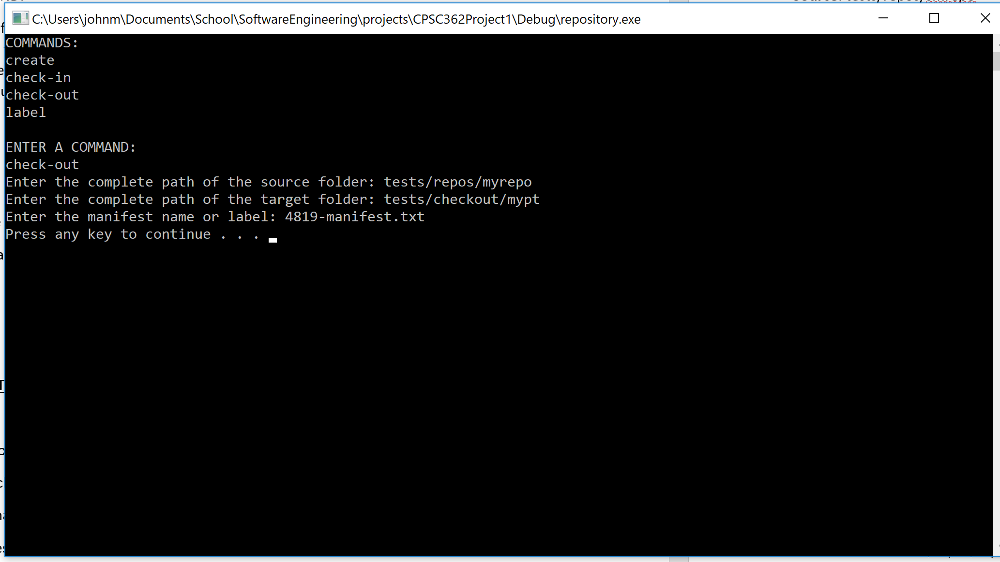 C:\Users\johnm\Documents\School\SoftwareEngineering\projects\CPSC362Project1\Debug\repository.exe
COMMANDS:
create
check-in
check-out
label
ENTER A COMMAND:
check-out
Enter the complete path of the source folder: tests/repos/myrepo
Enter the complete path of the target folder: tests/checkout/mypt
Enter the manifest name or label: 4819-manifest.txt
Press any key to continue . . .